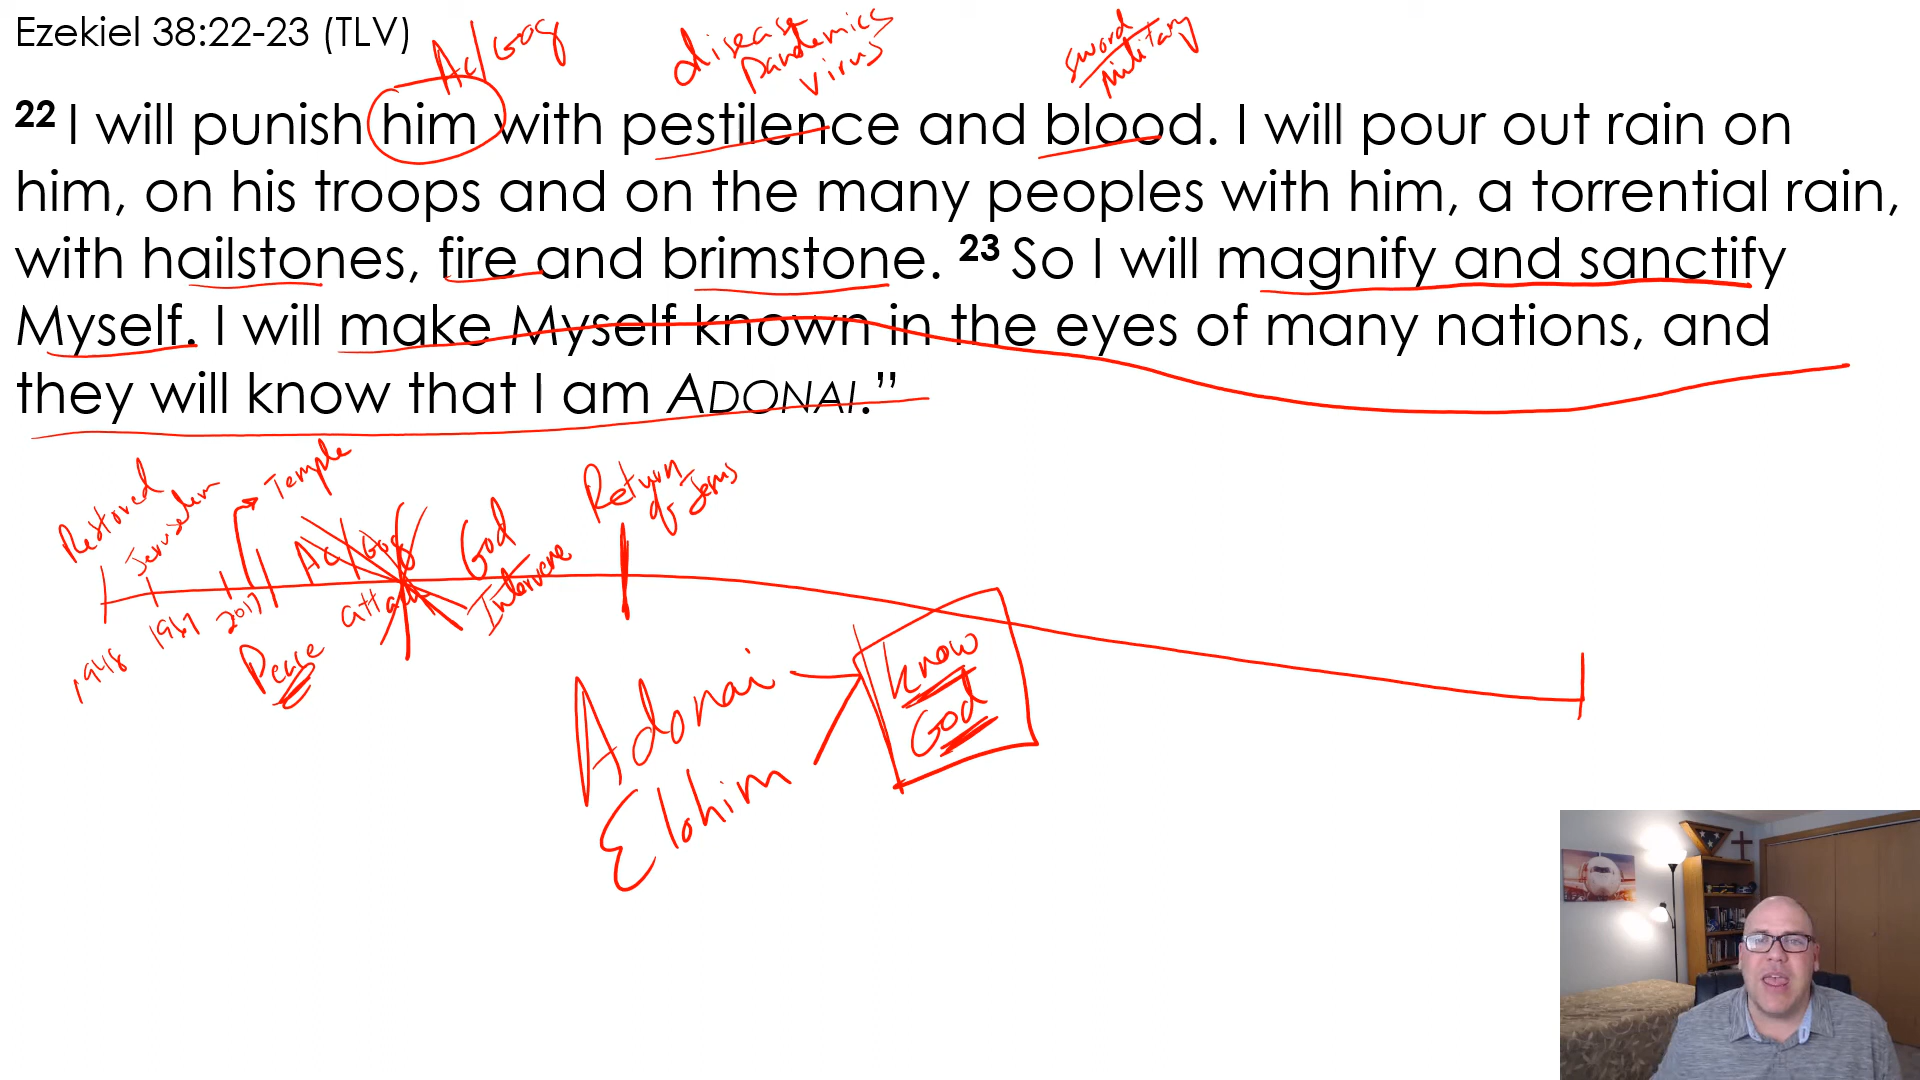 Ezekiel 38:22-23 (TLV)
Ac/Gog
disease
pandemics
virus
sword
military
22 I will punish him with pestilence and blood. I will pour out rain on
him, on his troops and on the many peoples with him, a torrential rain,
with hailstones, fire and brimstone. 23 So I will magnify and sanctify
Myself. I will make Myself known in the eyes of many nations, and
they will know that I am ADONAI.”
Restored
Jerusalem
Temple
Ac/Gog
attack
God
Intervene
Return
of Jesus
1948
1967
2017
Peace
Adonai
Elohim
know
God